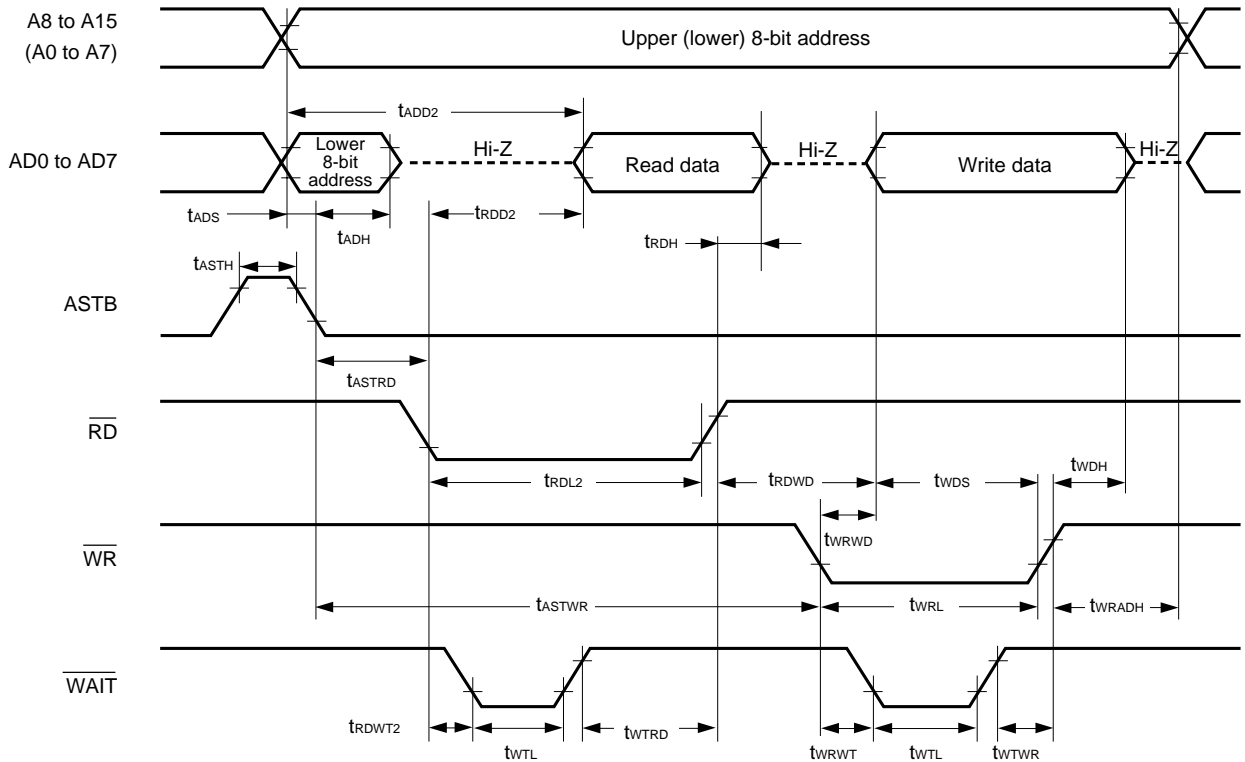 A8 to A15
(A0 to A7)
Upper (lower) 8-bit address
tADD2
AD0 to AD7
Lower
8-bit
address
Hi-Z
Read data
Hi-Z
Write data
Hi-Z
tADS
tADH
tRDD2
tRDH
tASTH
ASTB
tASTRD
RD
tRDL2
tRDWD
tWDS
tWDH
tWRWD
WR
tASTWR
tWRL
tWRADH
WAIT
tRDWT2
tWTL
tWTRD
tWRWT
tWTL
tWTWR